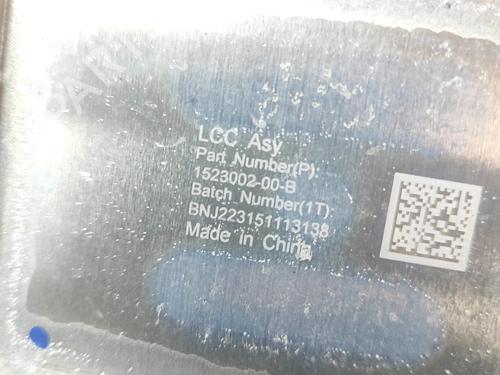 LCC Asy
Part Number(P):
1523002-00-B
Batch Number(1T):
BNJ223151113138
Made in China